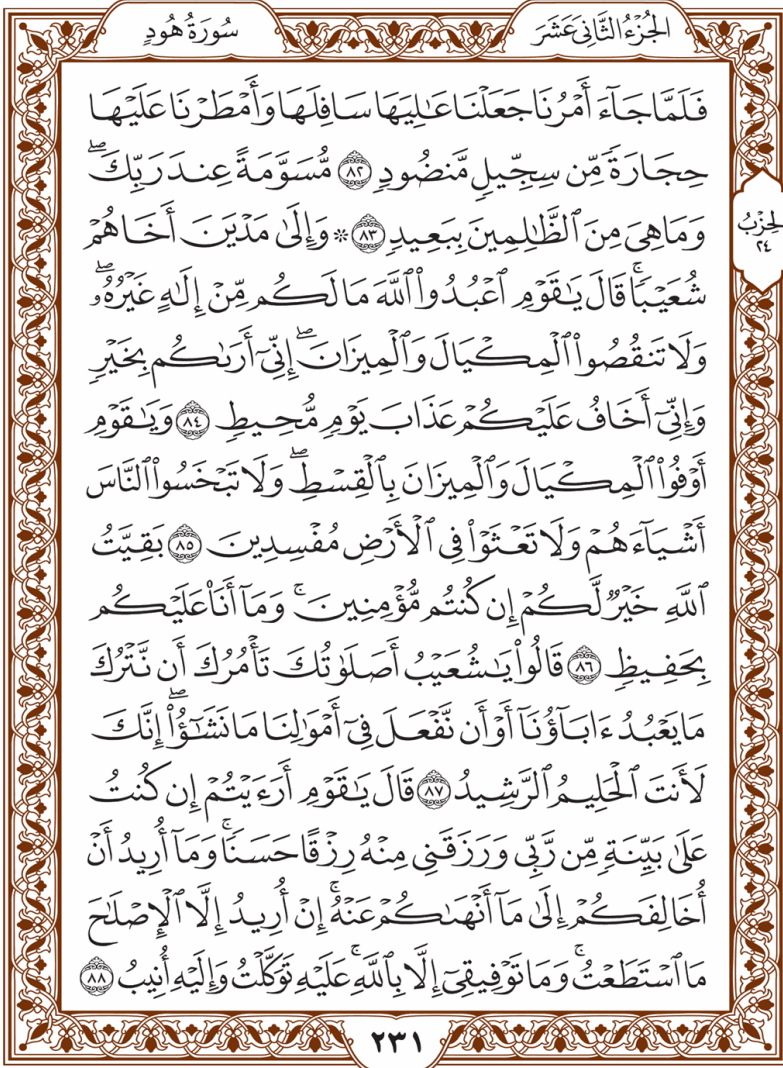 الجُزْءُ الثَّانِي عَشَرَ
سُورَةُ هُودٍ
فَلَمَّا جَآءَ أَمْرُنَا جَعَلْنَا عَٰلِيَهَا سَافِلَهَا وَأَمْطَرْنَا عَلَيْهَا
حِجَارَةً مِّن سِجِّيلٍ مَّنضُودٍ ٨٢ مُّسَوَّمَةً عِندَ رَبِّكَۖ
وَمَا هِيَ مِنَ ٱلظَّٰلِمِينَ بِبَعِيدٍ ٨٣ * وَإِلَىٰ مَدْيَنَ أَخَاهُمْ
شُعَيْبًاۚ قَالَ يَٰقَوْمِ ٱعْبُدُوا۟ ٱللَّهَ مَا لَكُم مِّنْ إِلَٰهٍ غَيْرُهُۥۖ
وَلَا تَنقُصُوا۟ ٱلْمِكْيَالَ وَٱلْمِيزَانَۖ إِنِّيٓ أَرَىٰكُم بِخَيْرٍ
وَإِنِّيٓ أَخَافُ عَلَيْكُمْ عَذَابَ يَوْمٍ مُّحِيطٍ ٨٤ وَيَٰقَوْمِ
أَوْفُوا۟ ٱلْمِكْيَالَ وَٱلْمِيزَانَ بِٱلْقِسْطِۖ وَلَا تَبْخَسُوا۟ ٱلنَّاسَ
أَشْيَآءَهُمْ وَلَا تَعْثَوْا۟ فِي ٱلْأَرْضِ مُفْسِدِينَ ٨٥ بَقِيَّتُ
ٱللَّهِ خَيْرٌ لَّكُمْ إِن كُنتُم مُّؤْمِنِينَۚ وَمَآ أَنَا۠ عَلَيْكُم
بِحَفِيظٍ ٨٦ قَالُوا۟ يَٰشُعَيْبُ أَصَلَوٰتُكَ تَأْمُرُكَ أَن نَّتْرُكَ
مَا يَعْبُدُ ءَابَآؤُنَآ أَوْ أَن نَّفْعَلَ فِيٓ أَمْوَٰلِنَا مَا نَشَٰٓؤُا۟ۖ إِنَّكَ
لَأَنتَ ٱلْحَلِيمُ ٱلرَّشِيدُ ٨٧ قَالَ يَٰقَوْمِ أَرَءَيْتُمْ إِن كُنتُ
عَلَىٰ بَيِّنَةٍ مِّن رَّبِّي وَرَزَقَنِي مِنْهُ رِزْقًا حَسَنًاۚ وَمَآ أُرِيدُ أَنْ
أُخَالِفَكُمْ إِلَىٰ مَآ أَنْهَىٰكُمْ عَنْهُۚ إِنْ أُرِيدُ إِلَّا ٱلْإِصْلَٰحَ
مَا ٱسْتَطَعْتُۚ وَمَا تَوْفِيقِيٓ إِلَّا بِٱللَّهِۚ عَلَيْهِ تَوَكَّلْتُ وَإِلَيْهِ أُنِيبُ ٨٨
الحِزْبُ
٢٤
٢٣١